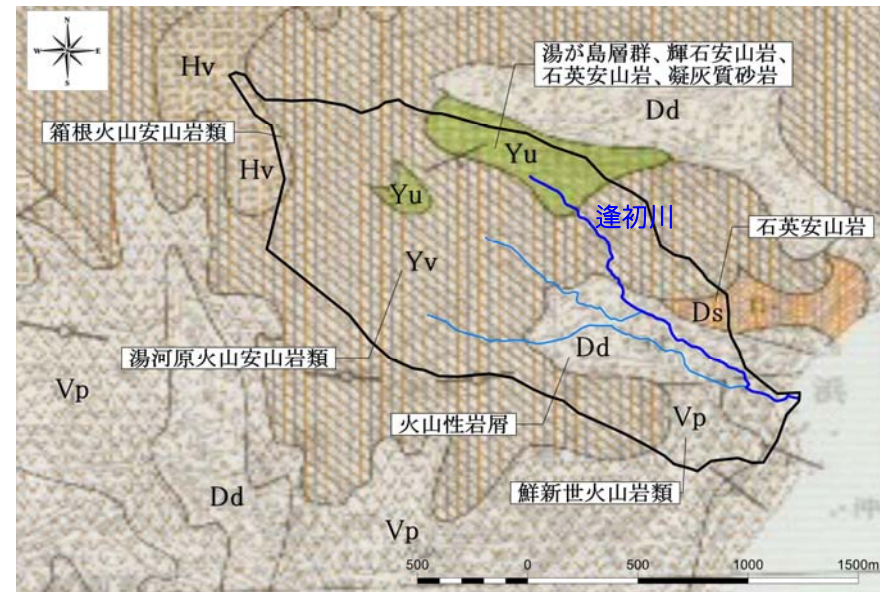 N
W
E
S
Hv
湯が島層群、輝石安山岩、
石英安山岩、凝灰質砂岩
Dd
箱根火山安山岩類
Hv
Yu
Yu
逢初川
石英安山岩
Yv
Ds
湯河原火山安山岩類
Dd
Vp
火山性岩屑
Vp
鮮新世火山岩類
Dd
Vp
500
0
500
1000
1500m